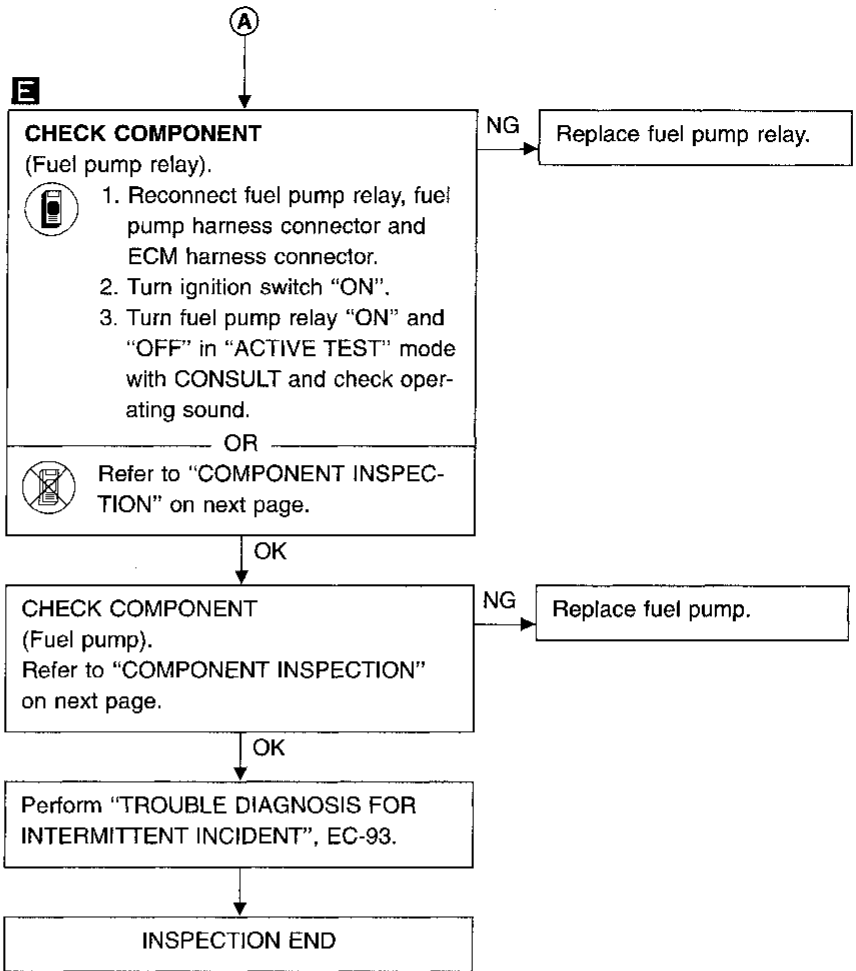 A
E
CHECK COMPONENT
(Fuel pump relay).
1. Reconnect fuel pump relay, fuel
pump harness connector and
ECM harness connector.
2. Turn ignition switch “ON”.
3. Turn fuel pump relay “ON” and
“OFF” in “ACTIVE TEST” mode
with CONSULT and check oper-
ating sound.
OR
Refer to “COMPONENT INSPEC-
TION” on next page.
NG
Replace fuel pump relay.
OK
CHECK COMPONENT
(Fuel pump).
Refer to “COMPONENT INSPECTION”
on next page.
NG
Replace fuel pump.
OK
Perform “TROUBLE DIAGNOSIS FOR
INTERMITTENT INCIDENT”, EC-93.
INSPECTION END